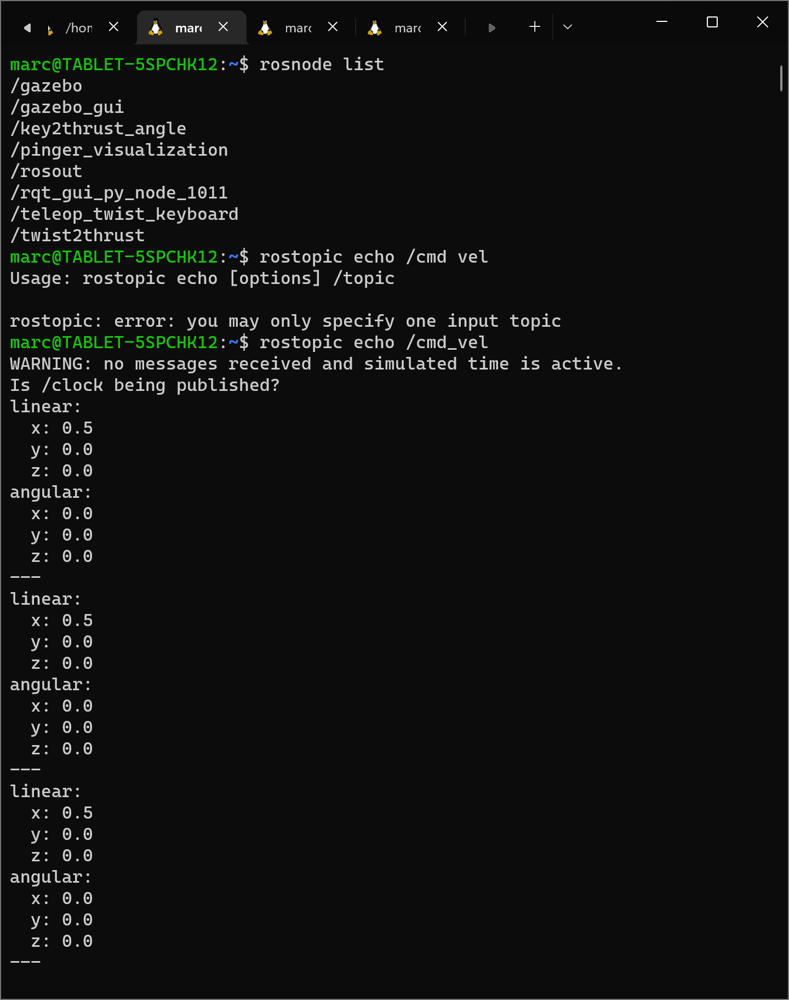 /hon
marc
marc
marc
marc@TABLET-5SPCHK12:~$ rosnode list
/gazebo
/gazebo_gui
/key2thrust_angle
/pinger_visualization
/rosout
/rqt_gui_py_node_1011
/teleop_twist_keyboard
/twist2thrust
marc@TABLET-5SPCHK12:~$ rostopic echo /cmd vel
Usage: rostopic echo [options] /topic

rostopic: error: you may only specify one input topic
marc@TABLET-5SPCHK12:~$ rostopic echo /cmd_vel
WARNING: no messages received and simulated time is active.
Is /clock being published?
linear:
  x: 0.5
  y: 0.0
  z: 0.0
angular:
  x: 0.0
  y: 0.0
  z: 0.0
---
linear:
  x: 0.5
  y: 0.0
  z: 0.0
angular:
  x: 0.0
  y: 0.0
  z: 0.0
---
linear:
  x: 0.5
  y: 0.0
  z: 0.0
angular:
  x: 0.0
  y: 0.0
  z: 0.0
---